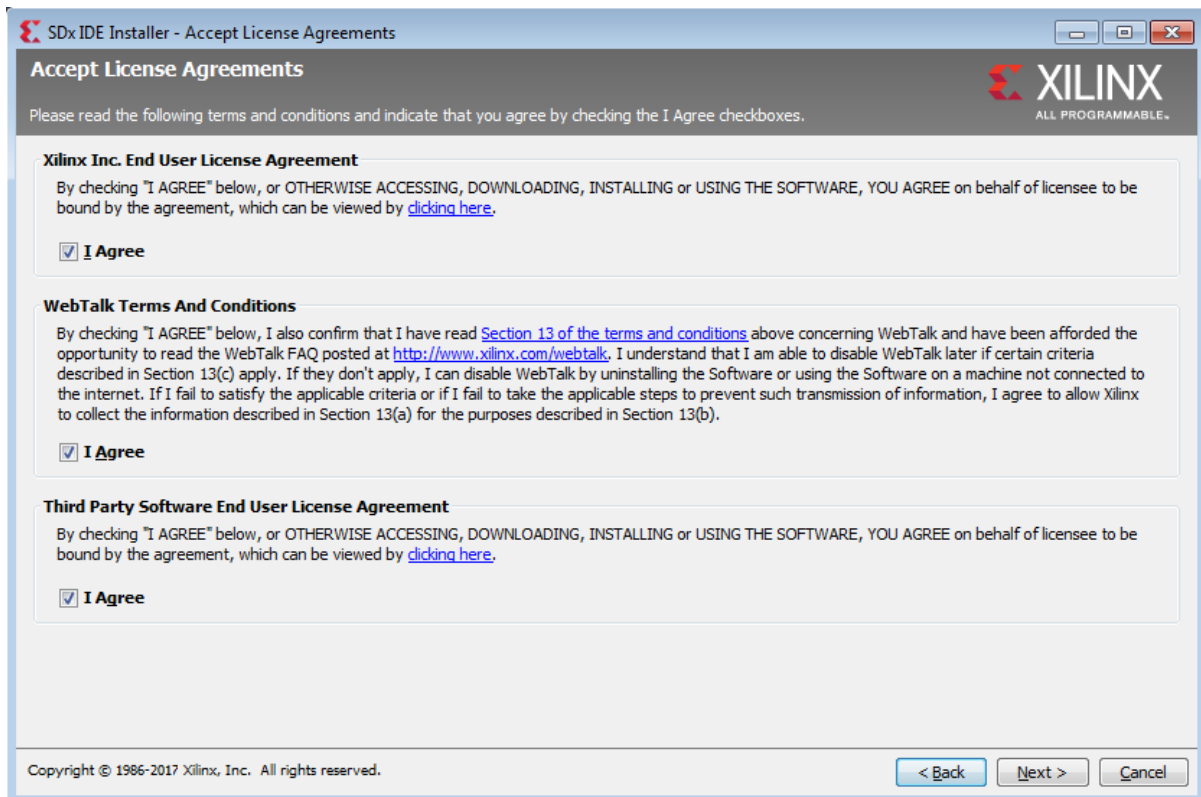 SDx IDE Installer - Accept License Agreements
Accept License Agreements
XILINX
ALL PROGRAMMABLE™
Please read the following terms and conditions and indicate that you agree by checking the I Agree checkboxes.
Xilinx Inc. End User License Agreement
By checking "I AGREE" below, or OTHERWISE ACCESSING, DOWNLOADING, INSTALLING or USING THE SOFTWARE, YOU AGREE on behalf of licensee to be
bound by the agreement, which can be viewed by clicking here.
I Agree
WebTalk Terms And Conditions
By checking "I AGREE" below, I also confirm that I have read Section 13 of the terms and conditions above concerning WebTalk and have been afforded the
opportunity to read the WebTalk FAQ posted at http://www.xilinx.com/webtalk. I understand that I am able to disable WebTalk later if certain criteria
described in Section 13(c) apply. If they don't apply, I can disable WebTalk by uninstalling the Software or using the Software on a machine not connected to
the internet. If I fail to satisfy the applicable criteria or if I fail to take the applicable steps to prevent such transmission of information, I agree to allow Xilinx
to collect the information described in Section 13(a) for the purposes described in Section 13(b).
I Agree
Third Party Software End User License Agreement
By checking "I AGREE" below, or OTHERWISE ACCESSING, DOWNLOADING, INSTALLING or USING THE SOFTWARE, YOU AGREE on behalf of licensee to be
bound by the agreement, which can be viewed by clicking here.
I Agree
Copyright © 1986-2017 Xilinx, Inc. All rights reserved.
< Back
Next >
Cancel